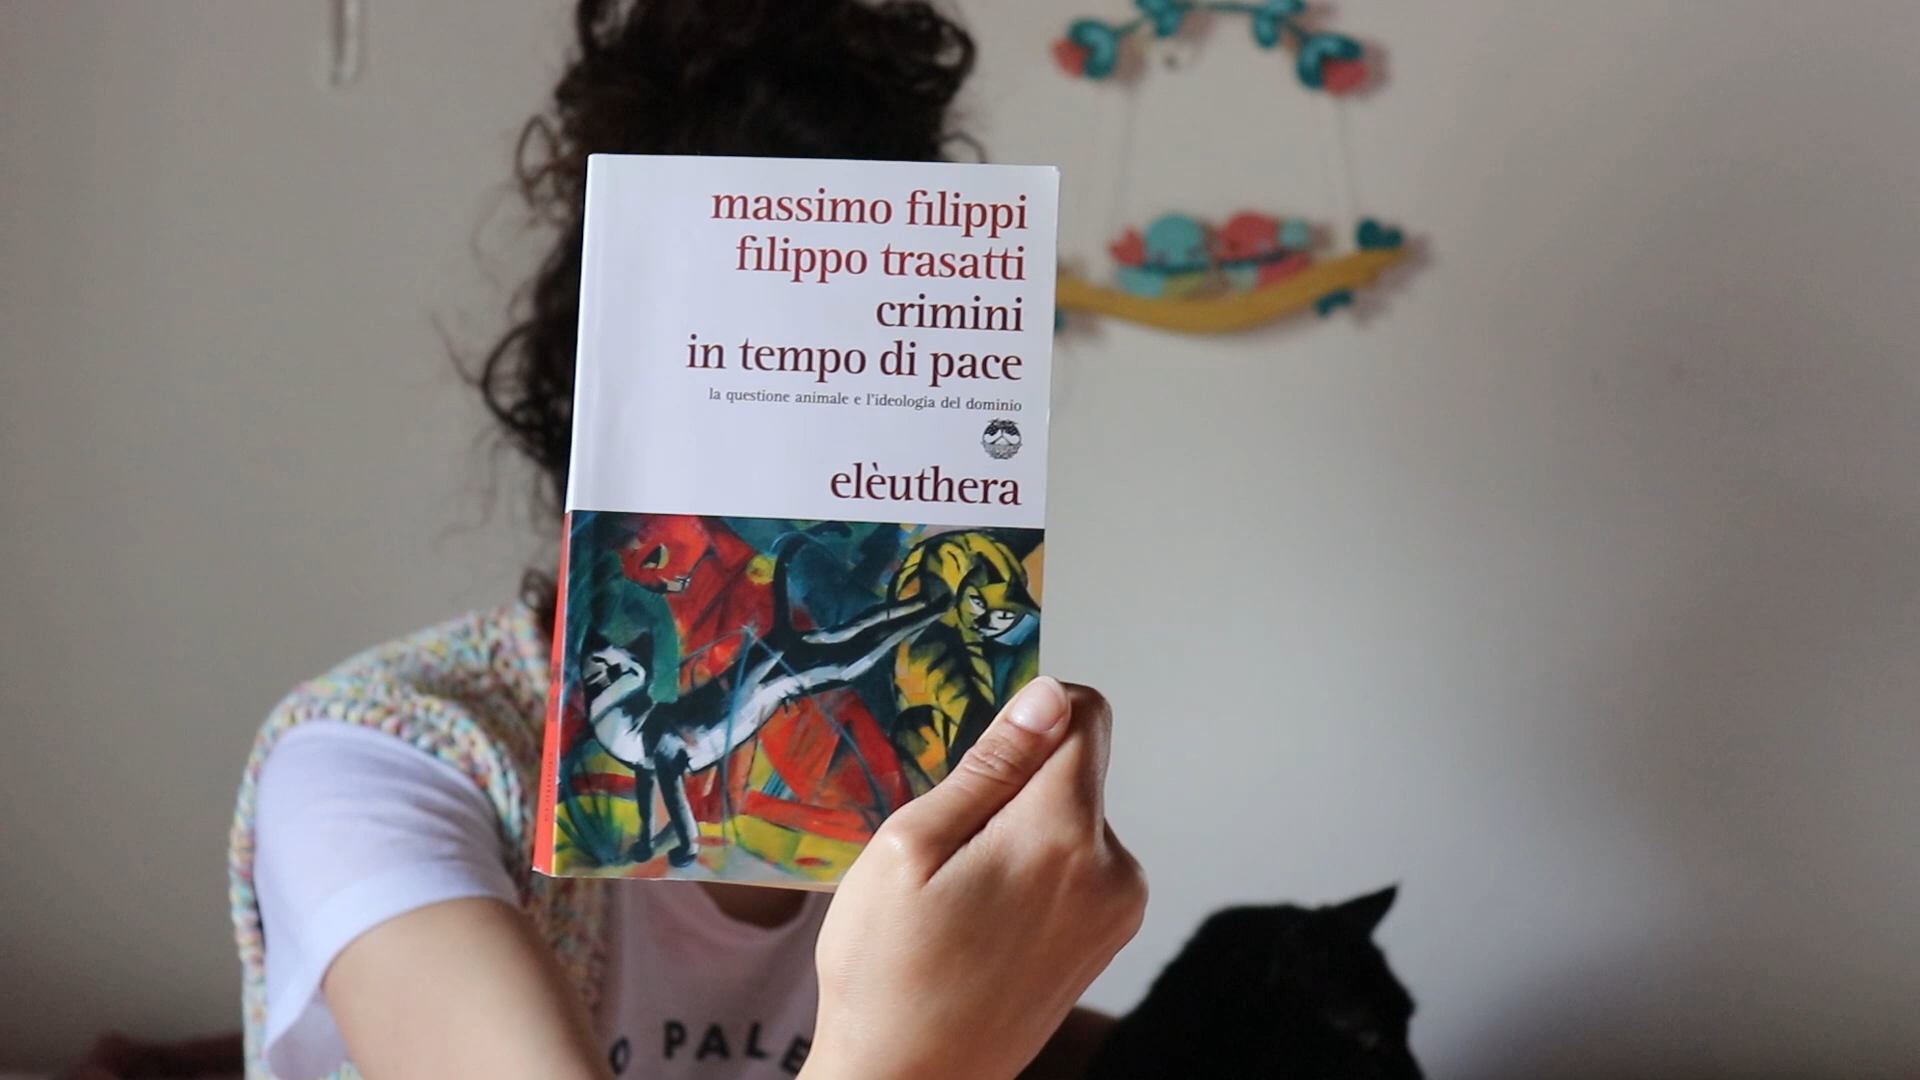 massimo filippi
filippo trasatti
crimini
in tempo di pace
la questione animale e l'ideologia del dominio
elèuthera
O PALE